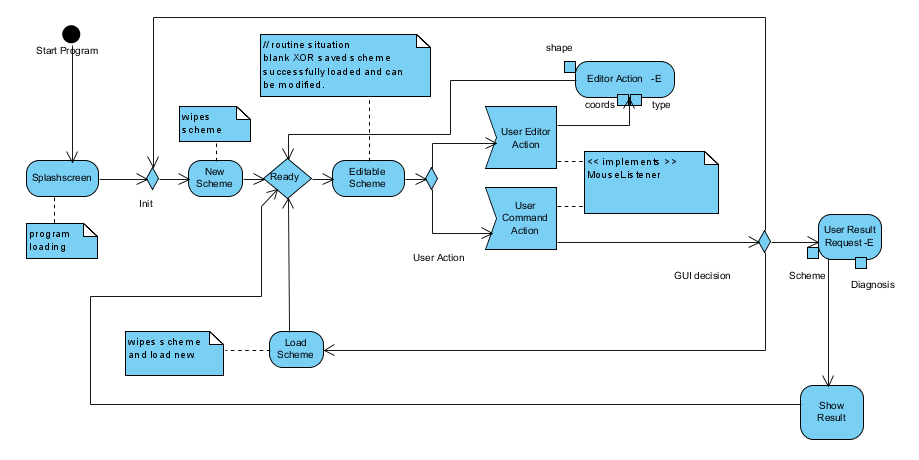 Start Program
// routine situation
blank XOR saved scheme
successfully loaded and can
be modified.
shape
Editor Action -E
coords
type
wipes
scheme
User Editor
Action
<< implements >>
MouseListener
Splashscreen
Init
New
Scheme
Ready
Editable
Scheme
User Action
User
Command
Action
program
loading
GUI decision
User Result
Request -E
Scheme
Diagnosis
wipes scheme
and load new
Load
Scheme
Show
Result